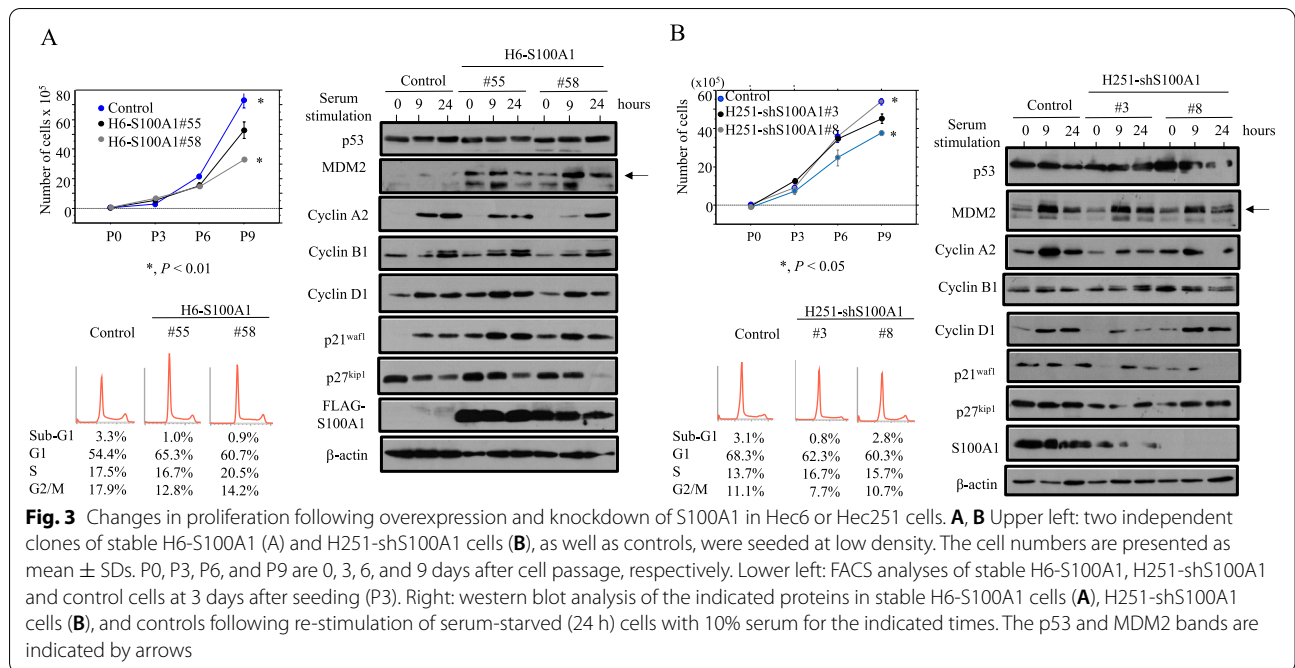 A
Number of cells x 10⁵
80
60
40
20
0
Control
H6-S100A1#55
H6-S100A1#58
*
*
P0 P3 P6 P9
*, P < 0.01
H6-S100A1
Control #55 #58
Sub-G1 3.3% 1.0% 0.9%
G1 54.4% 65.3% 60.7%
S 17.5% 16.7% 20.5%
G2/M 17.9% 12.8% 14.2%
H6-S100A1
Control #55 #58
Serum stimulation 0 9 24 0 9 24 0 9 24 hours
p53
MDM2
Cyclin A2
Cyclin B1
Cyclin D1
p21waf1
p27kip1
FLAG-
S100A1
β-actin
B
(x10⁵)
Number of cells
60
40
20
0
Control
H251-shS100A1#3
H251-shS100A1#8
*
*
P0 P3 P6 P9
*, P < 0.05
H251-shS100A1
Control #3 #8
Sub-G1 3.1% 0.8% 2.8%
G1 68.3% 62.3% 60.3%
S 13.7% 16.7% 15.7%
G2/M 11.1% 7.7% 10.7%
H251-shS100A1
Control #3 #8
Serum stimulation 0 9 24 0 9 24 0 9 24 hours
p53
MDM2
Cyclin A2
Cyclin B1
Cyclin D1
p21waf1
p27kip1
S100A1
β-actin
Fig. 3 Changes in proliferation following overexpression and knockdown of S100A1 in Hec6 or Hec251 cells. A, B Upper left: two independent
clones of stable H6-S100A1 (A) and H251-shS100A1 cells (B), as well as controls, were seeded at low density. The cell numbers are presented as
mean ± SDs. P0, P3, P6, and P9 are 0, 3, 6, and 9 days after cell passage, respectively. Lower left: FACS analyses of stable H6-S100A1, H251-shS100A1
and control cells at 3 days after seeding (P3). Right: western blot analysis of the indicated proteins in stable H6-S100A1 cells (A), H251-shS100A1
cells (B), and controls following re-stimulation of serum-starved (24 h) cells with 10% serum for the indicated times. The p53 and MDM2 bands are
indicated by arrows